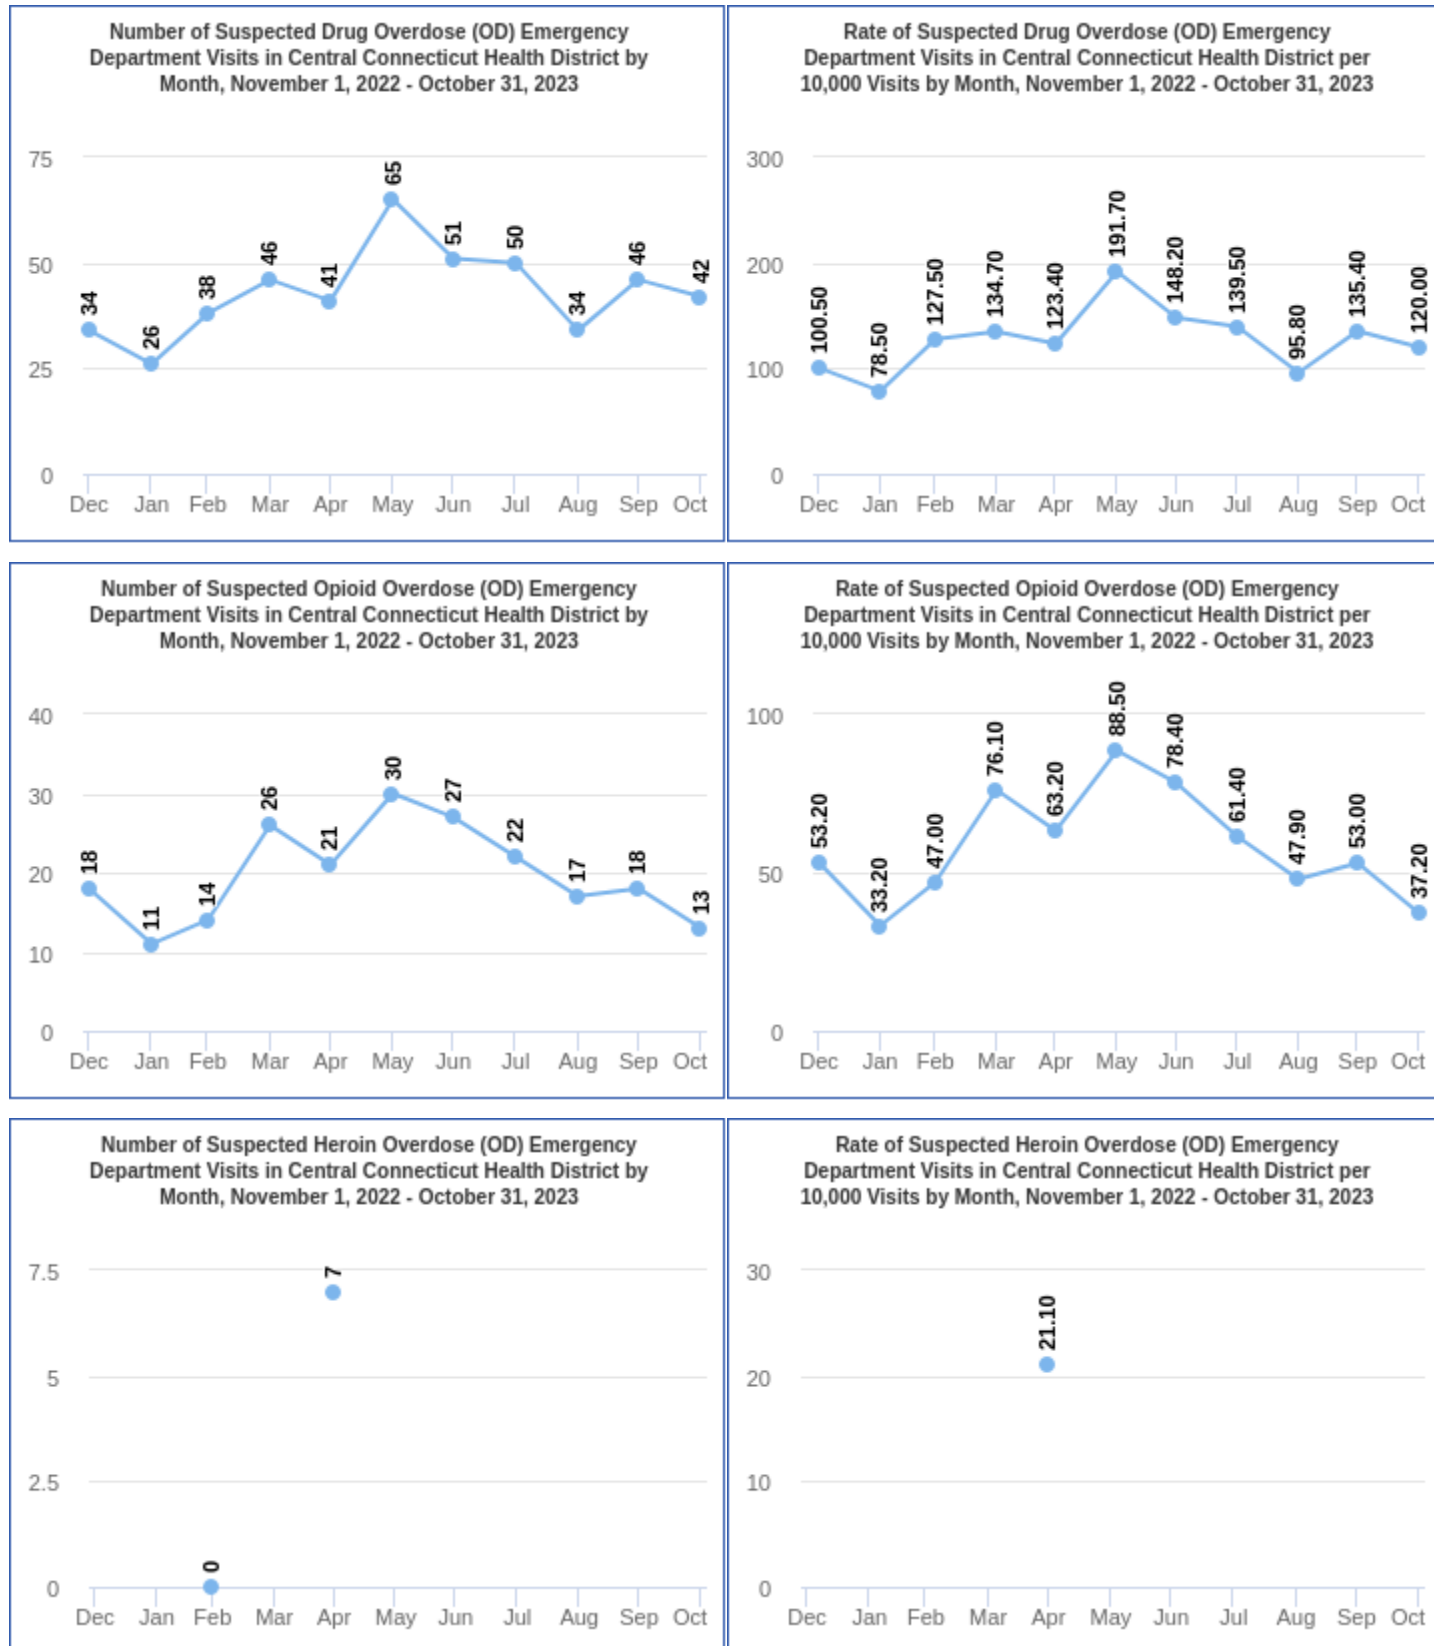 Number of Suspected Drug Overdose (OD) Emergency
Department Visits in Central Connecticut Health District by
Month, November 1, 2022 - October 31, 2023
75
50
25
0
34
26
38
46
41
65
51
50
34
46
42
Dec Jan Feb Mar Apr May Jun Jul Aug Sep Oct
Rate of Suspected Drug Overdose (OD) Emergency
Department Visits in Central Connecticut Health District per
10,000 Visits by Month, November 1, 2022 - October 31, 2023
300
200
100
0
100.50
78.50
127.50
134.70
123.40
191.70
148.20
139.50
95.80
135.40
120.00
Dec Jan Feb Mar Apr May Jun Jul Aug Sep Oct
Number of Suspected Opioid Overdose (OD) Emergency
Department Visits in Central Connecticut Health District by
Month, November 1, 2022 - October 31, 2023
40
30
20
10
0
18
11
14
26
21
30
27
22
17
18
13
Dec Jan Feb Mar Apr May Jun Jul Aug Sep Oct
Rate of Suspected Opioid Overdose (OD) Emergency
Department Visits in Central Connecticut Health District per
10,000 Visits by Month, November 1, 2022 - October 31, 2023
100
50
0
53.20
33.20
47.00
76.10
63.20
88.50
78.40
61.40
47.90
53.00
37.20
Dec Jan Feb Mar Apr May Jun Jul Aug Sep Oct
Number of Suspected Heroin Overdose (OD) Emergency
Department Visits in Central Connecticut Health District by
Month, November 1, 2022 - October 31, 2023
7.5
5
2.5
0
0
7
Dec Jan Feb Mar Apr May Jun Jul Aug Sep Oct
Rate of Suspected Heroin Overdose (OD) Emergency
Department Visits in Central Connecticut Health District per
10,000 Visits by Month, November 1, 2022 - October 31, 2023
30
20
10
0
21.10
Dec Jan Feb Mar Apr May Jun Jul Aug Sep Oct